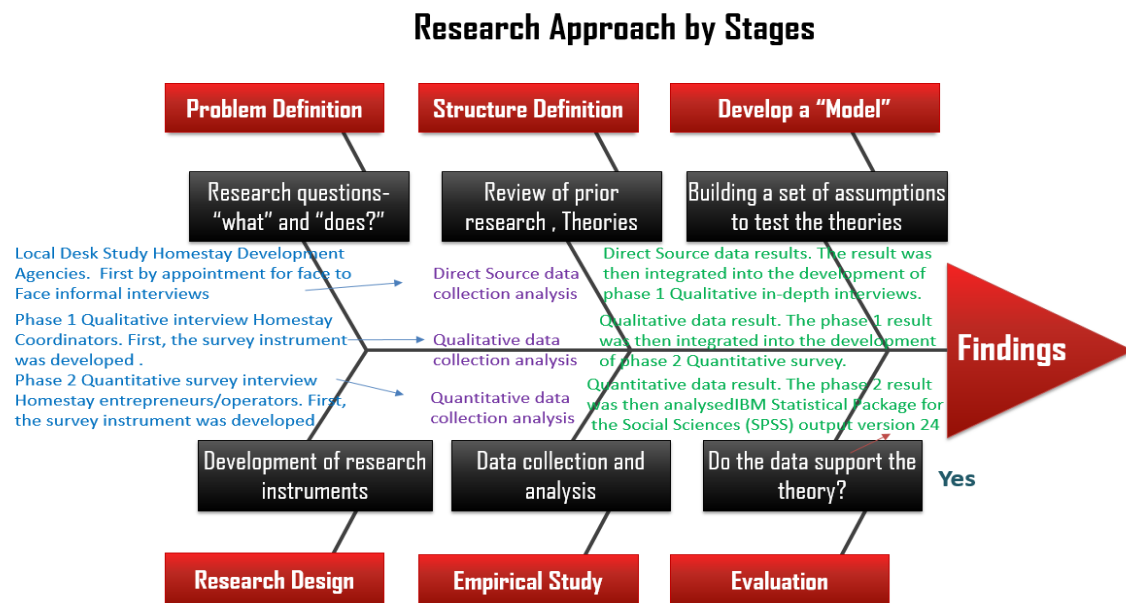 Research Approach by Stages
Problem Definition
Structure Definition
Develop a “Model”
Research questions-
“what” and “does?”
Review of prior
research , Theories
Building a set of assumptions
to test the theories
Local Desk Study Homestay Development
Agencies.  First by appointment for face to
Face informal interviews
Direct Source data
collection analysis
Direct Source data results. The result was
then integrated into the development of
phase 1 Qualitative in-depth interviews.
Phase 1 Qualitative interview Homestay
Coordinators. First, the survey instrument
was developed .
Qualitative data
collection analysis
Qualitative data result. The phase 1 result
was then integrated into the development
of phase 2 Quantitative survey.
Phase 2 Quantitative survey interview
Homestay entrepreneurs/operators. First,
the survey instrument was developed
Quantitative data
collection analysis
Quantitative data result. The phase 2 result
was then analysedIBM Statistical Package for
the Social Sciences (SPSS) output version 24
Findings
Development of research
instruments
Data collection and
analysis
Do the data support the
theory?
Yes
Research Design
Empirical Study
Evaluation